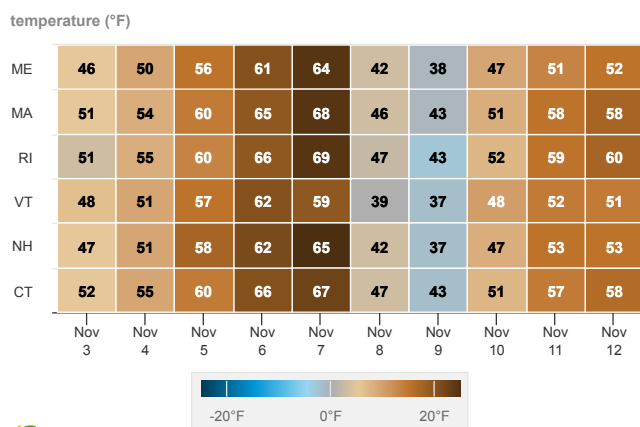 temperature (°F)
ME 46 50 56 61 64 42 38 47 51 52
MA 51 54 60 65 68 46 43 51 58 58
RI 51 55 60 66 69 47 43 52 59 60
VT 48 51 57 62 59 39 37 48 52 51
NH 47 51 58 62 65 42 37 47 53 53
CT 52 55 60 66 67 47 43 51 57 58
Nov Nov Nov Nov Nov Nov Nov Nov Nov Nov
3 4 5 6 7 8 9 10 11 12
-20°F 0°F 20°F